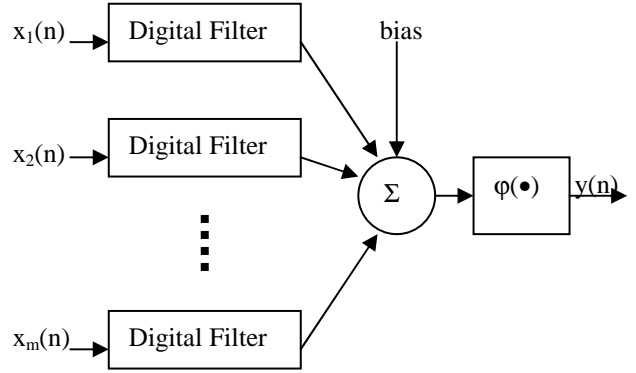 x₁(n) Digital Filter bias
x₂(n) Digital Filter Σ φ(●) y(n)
xₘ(n) Digital Filter